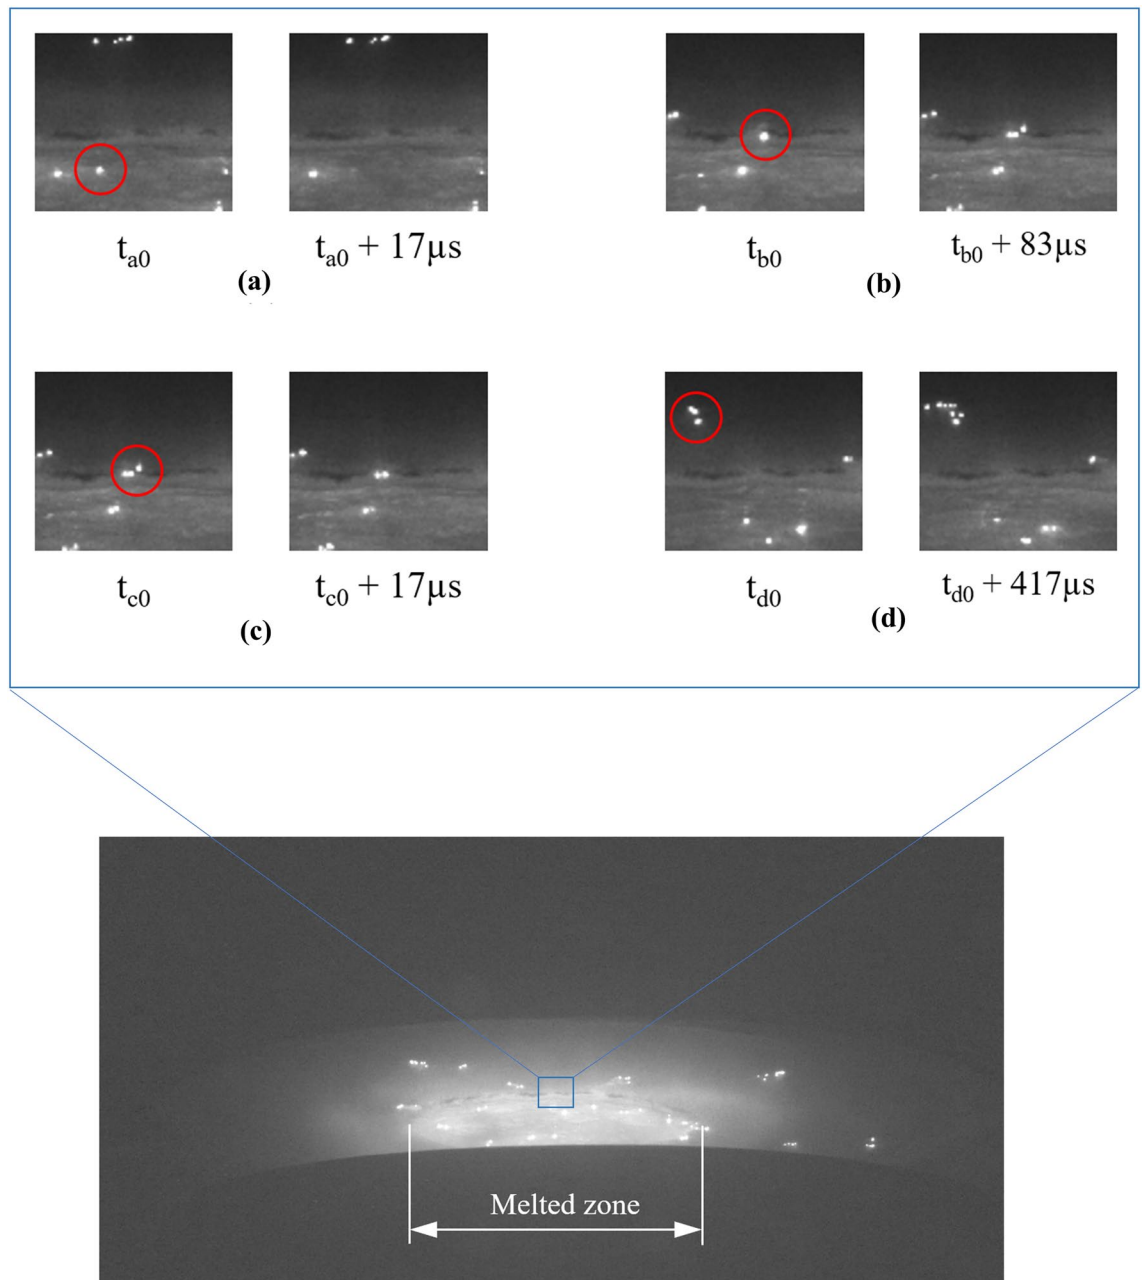 t_a0
t_a0 + 17µs
(a)
t_b0
t_b0 + 83µs
(b)
t_c0
t_c0 + 17µs
(c)
t_d0
t_d0 + 417µs
(d)
Melted zone